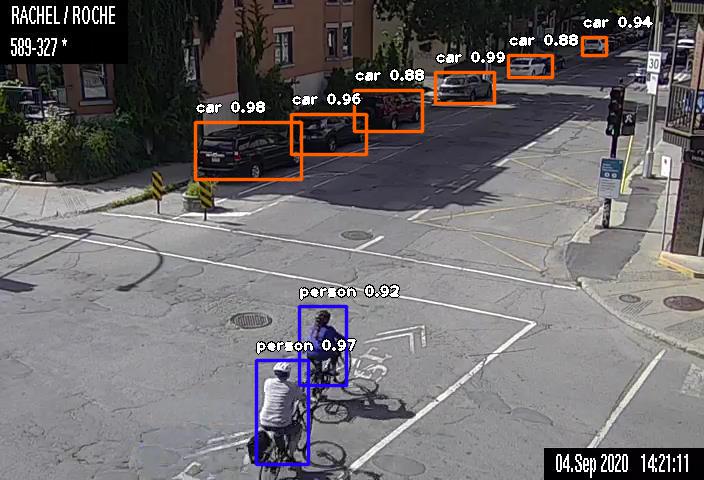 RACHEL / ROCHE
589-327 *
car 0.94
car 0.88
car 0.99
car 0.88
car 0.96
car 0.98
30
person 0.92
person 0.97
04.Sep 2020 14:21:11